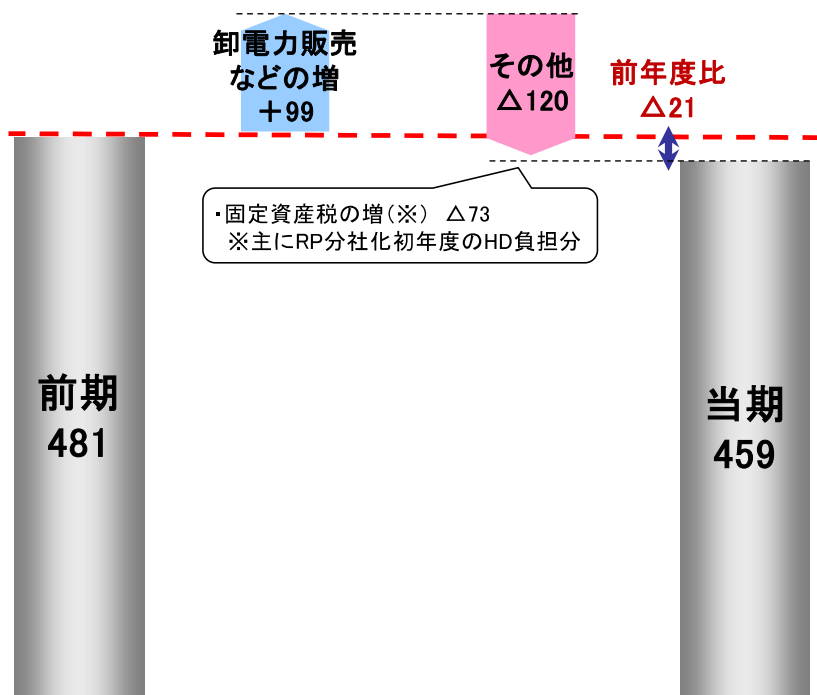 卸電力販売
などの増
＋99
その他
△120
前年度比
△21
・固定資産税の増(※) △73
※主にRP分社化初年度のHD負担分
前期
481
当期
459